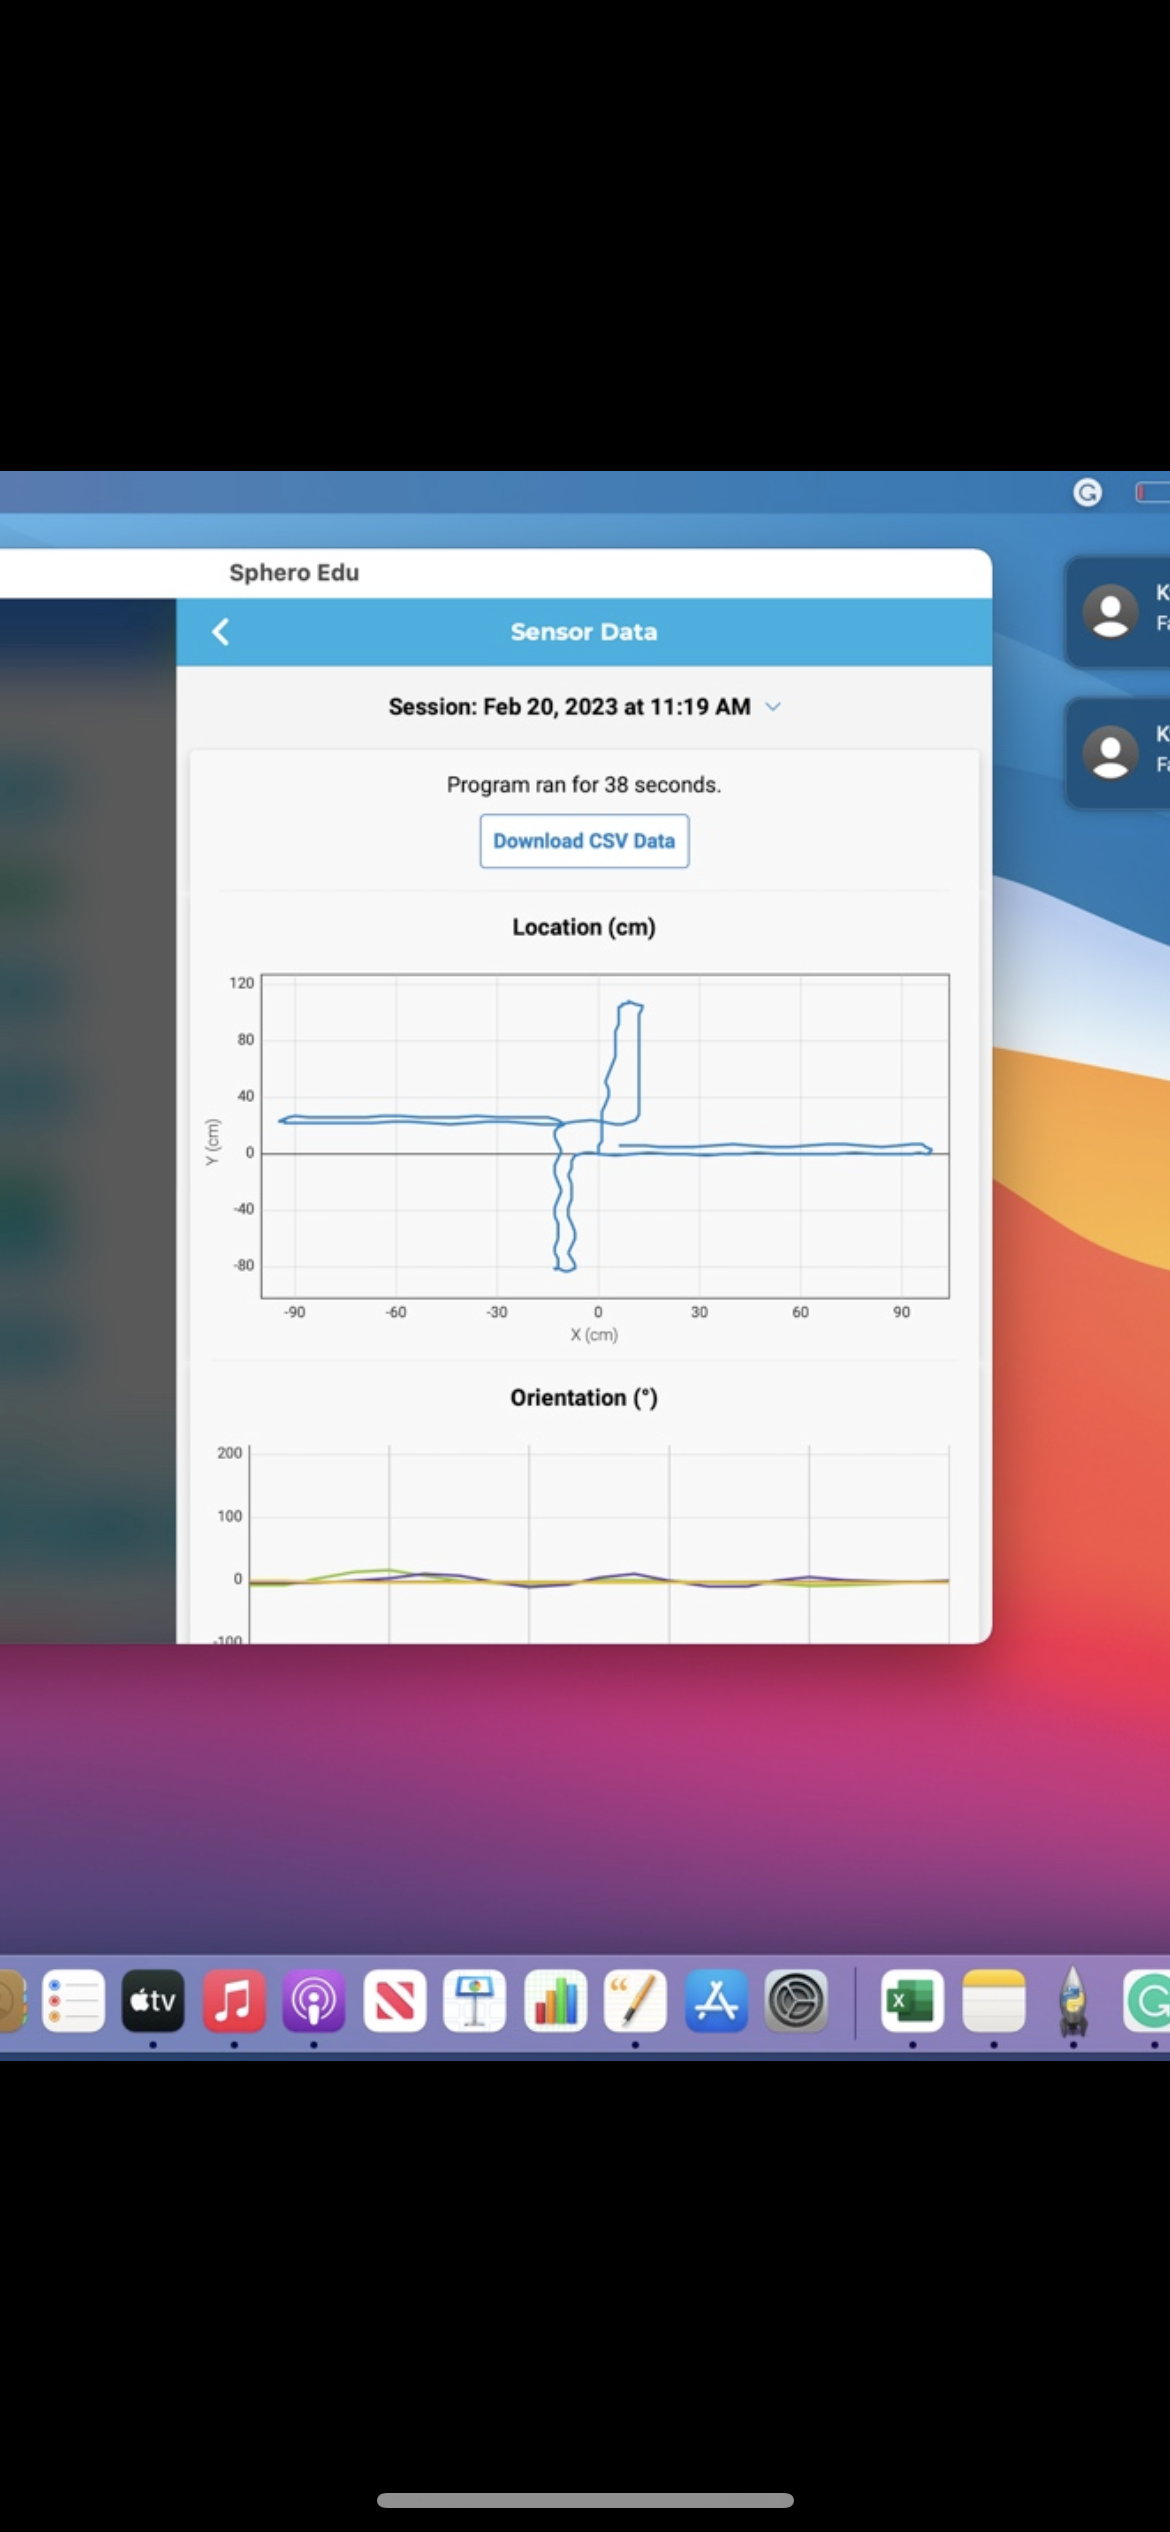 Sphero Edu
Sensor Data
Session: Feb 20, 2023 at 11:19 AM
Program ran for 38 seconds.
Download CSV Data
Location (cm)
120
80
40
0
-40
-80
Y (cm)
-90 -60 -30 0 30 60 90
X (cm)
Orientation (°)
200
100
0
-100
K
Fa
K
Fa
tv